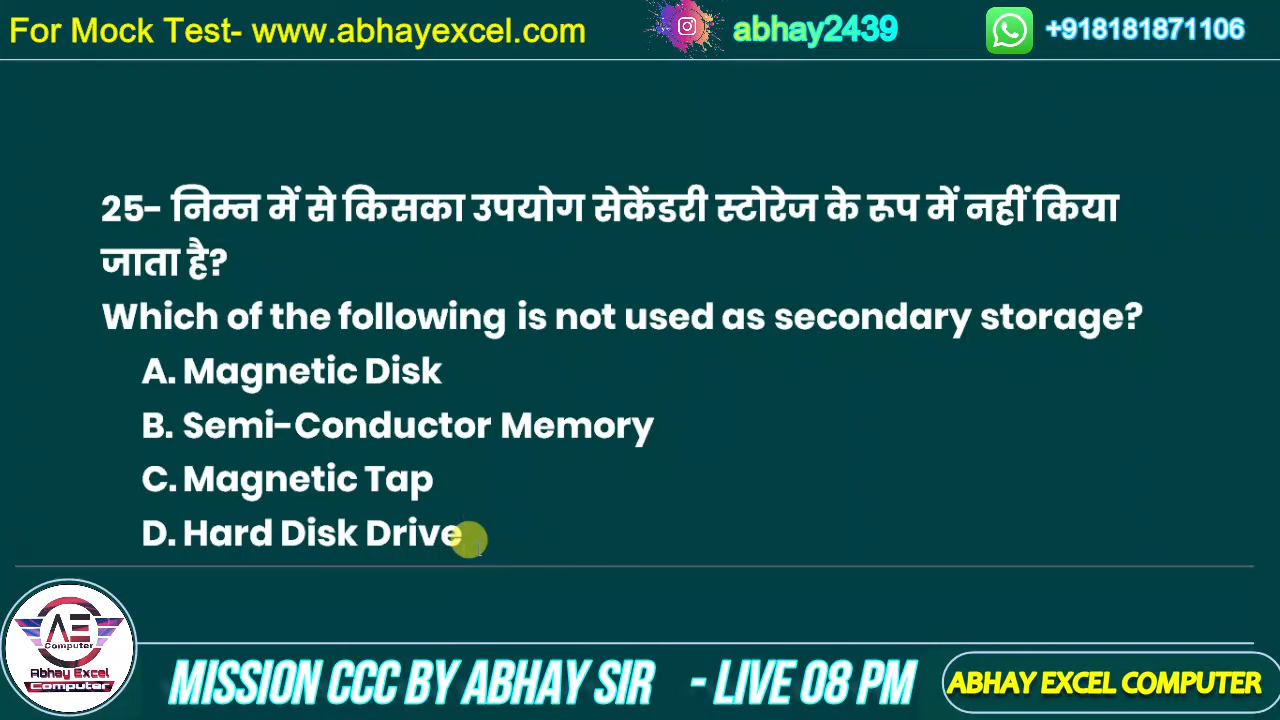 For Mock Test- www.abhayexcel.com
abhay2439
+918181871106
25- निम्न में से किसका उपयोग सेकेंडरी स्टोरेज के रूप में नहीं किया
जाता है?
Which of the following is not used as secondary storage?
A. Magnetic Disk
B. Semi-Conductor Memory
C. Magnetic Tap
D. Hard Disk Drive
AE
Computer
Abhay Excel
Computer
MISSION CCC BY ABHAY SIR - LIVE 08 PM
ABHAY EXCEL COMPUTER